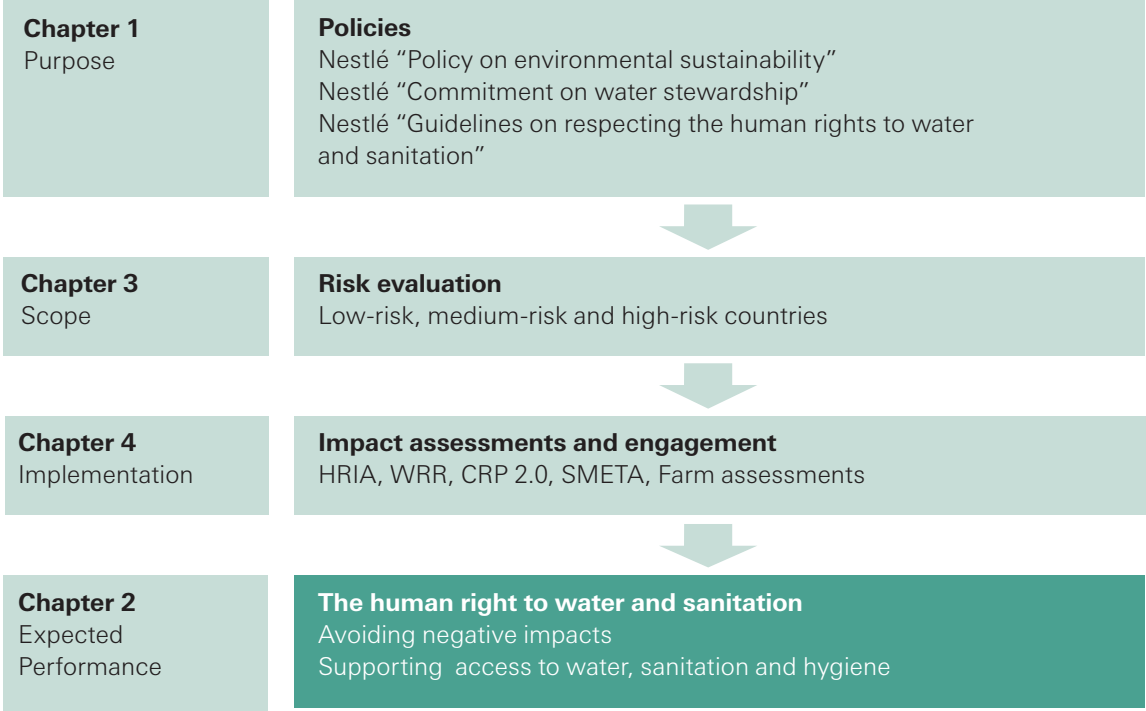 Chapter 1
Purpose
Policies
Nestlé “Policy on environmental sustainability”
Nestlé “Commitment on water stewardship”
Nestlé “Guidelines on respecting the human rights to water
and sanitation”
Chapter 3
Scope
Risk evaluation
Low-risk, medium-risk and high-risk countries
Chapter 4
Implementation
Impact assessments and engagement
HRIA, WRR, CRP 2.0, SMETA, Farm assessments
Chapter 2
Expected
Performance
The human right to water and sanitation
Avoiding negative impacts
Supporting access to water, sanitation and hygiene